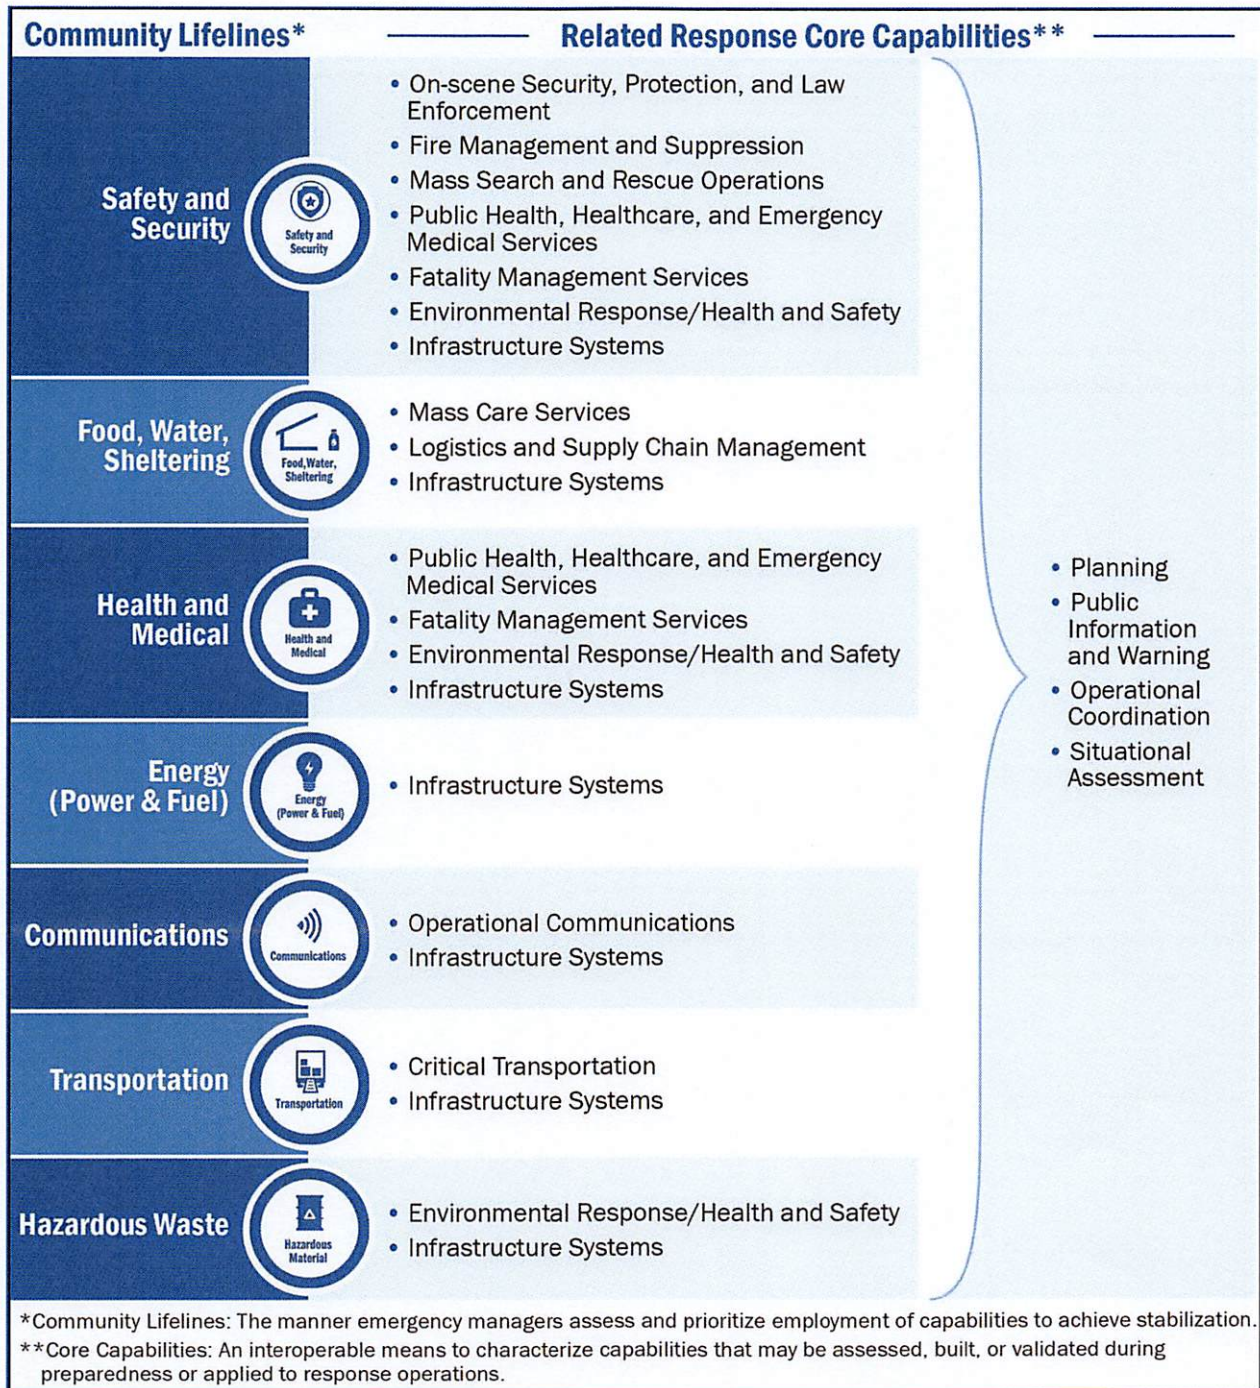 Community Lifelines*
Related Response Core Capabilities**
Safety and
Security
Safety and
Security
• On-scene Security, Protection, and Law
Enforcement
• Fire Management and Suppression
• Mass Search and Rescue Operations
• Public Health, Healthcare, and Emergency
Medical Services
• Fatality Management Services
• Environmental Response/Health and Safety
• Infrastructure Systems
Food, Water,
Sheltering
Food,Water,
Sheltering
• Mass Care Services
• Logistics and Supply Chain Management
• Infrastructure Systems
Health and
Medical
Health and
Medical
• Public Health, Healthcare, and Emergency
Medical Services
• Fatality Management Services
• Environmental Response/Health and Safety
• Infrastructure Systems
Energy
(Power & Fuel)
Energy
(Power & Fuel)
• Infrastructure Systems
Communications
Communications
• Operational Communications
• Infrastructure Systems
Transportation
Transportation
• Critical Transportation
• Infrastructure Systems
Hazardous Waste
Hazardous
Material
• Environmental Response/Health and Safety
• Infrastructure Systems
• Planning
• Public
Information
and Warning
• Operational
Coordination
• Situational
Assessment
*Community Lifelines: The manner emergency managers assess and prioritize employment of capabilities to achieve stabilization.
**Core Capabilities: An interoperable means to characterize capabilities that may be assessed, built, or validated during
preparedness or applied to response operations.